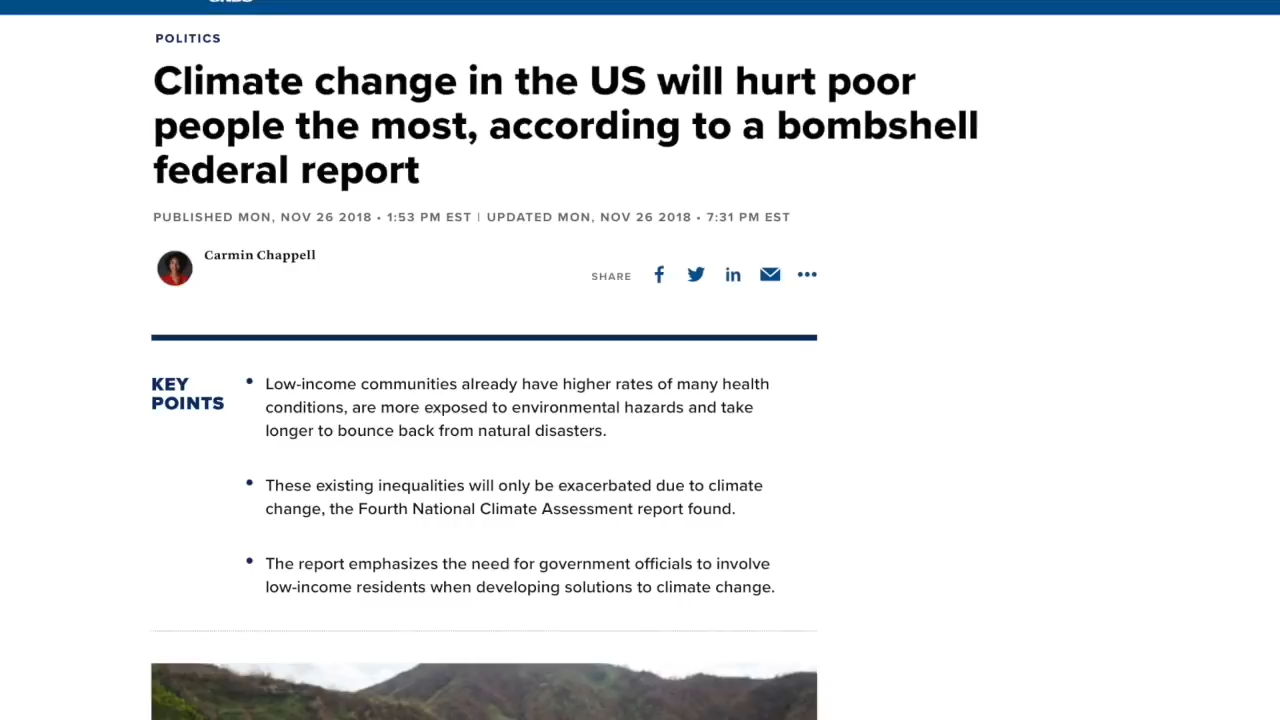 POLITICS
Climate change in the US will hurt poor
people the most, according to a bombshell
federal report
PUBLISHED MON, NOV 26 2018 • 1:53 PM EST | UPDATED MON, NOV 26 2018 • 7:31 PM EST
Carmin Chappell
SHARE
KEY
POINTS
• Low-income communities already have higher rates of many health
conditions, are more exposed to environmental hazards and take
longer to bounce back from natural disasters.
• These existing inequalities will only be exacerbated due to climate
change, the Fourth National Climate Assessment report found.
• The report emphasizes the need for government officials to involve
low-income residents when developing solutions to climate change.